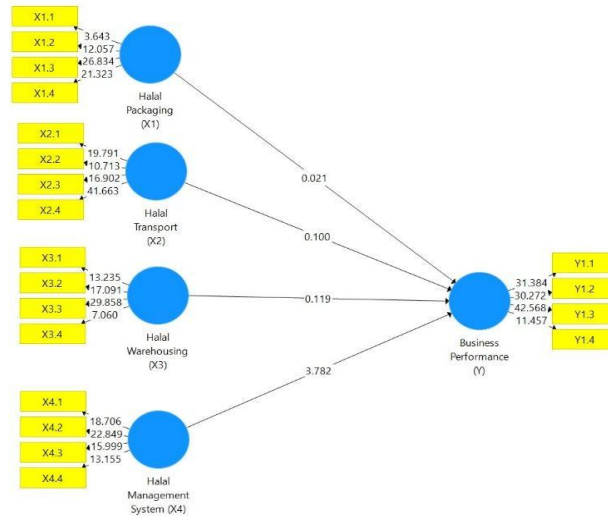 X1.1
X1.2
X1.3
X1.4
3.643
12.057
26.834
21.323
Halal
Packaging
(X1)
X2.1
X2.2
X2.3
X2.4
19.791
10.713
16.902
41.663
Halal
Transport
(X2)
X3.1
X3.2
X3.3
X3.4
13.235
17.091
29.858
7.060
Halal
Warehousing
(X3)
X4.1
X4.2
X4.3
X4.4
18.706
22.849
15.999
13.155
Halal
Management
System (X4)
0.021
0.100
0.119
3.782
Business
Performance
(Y)
31.384
30.272
42.568
11.457
Y1.1
Y1.2
Y1.3
Y1.4